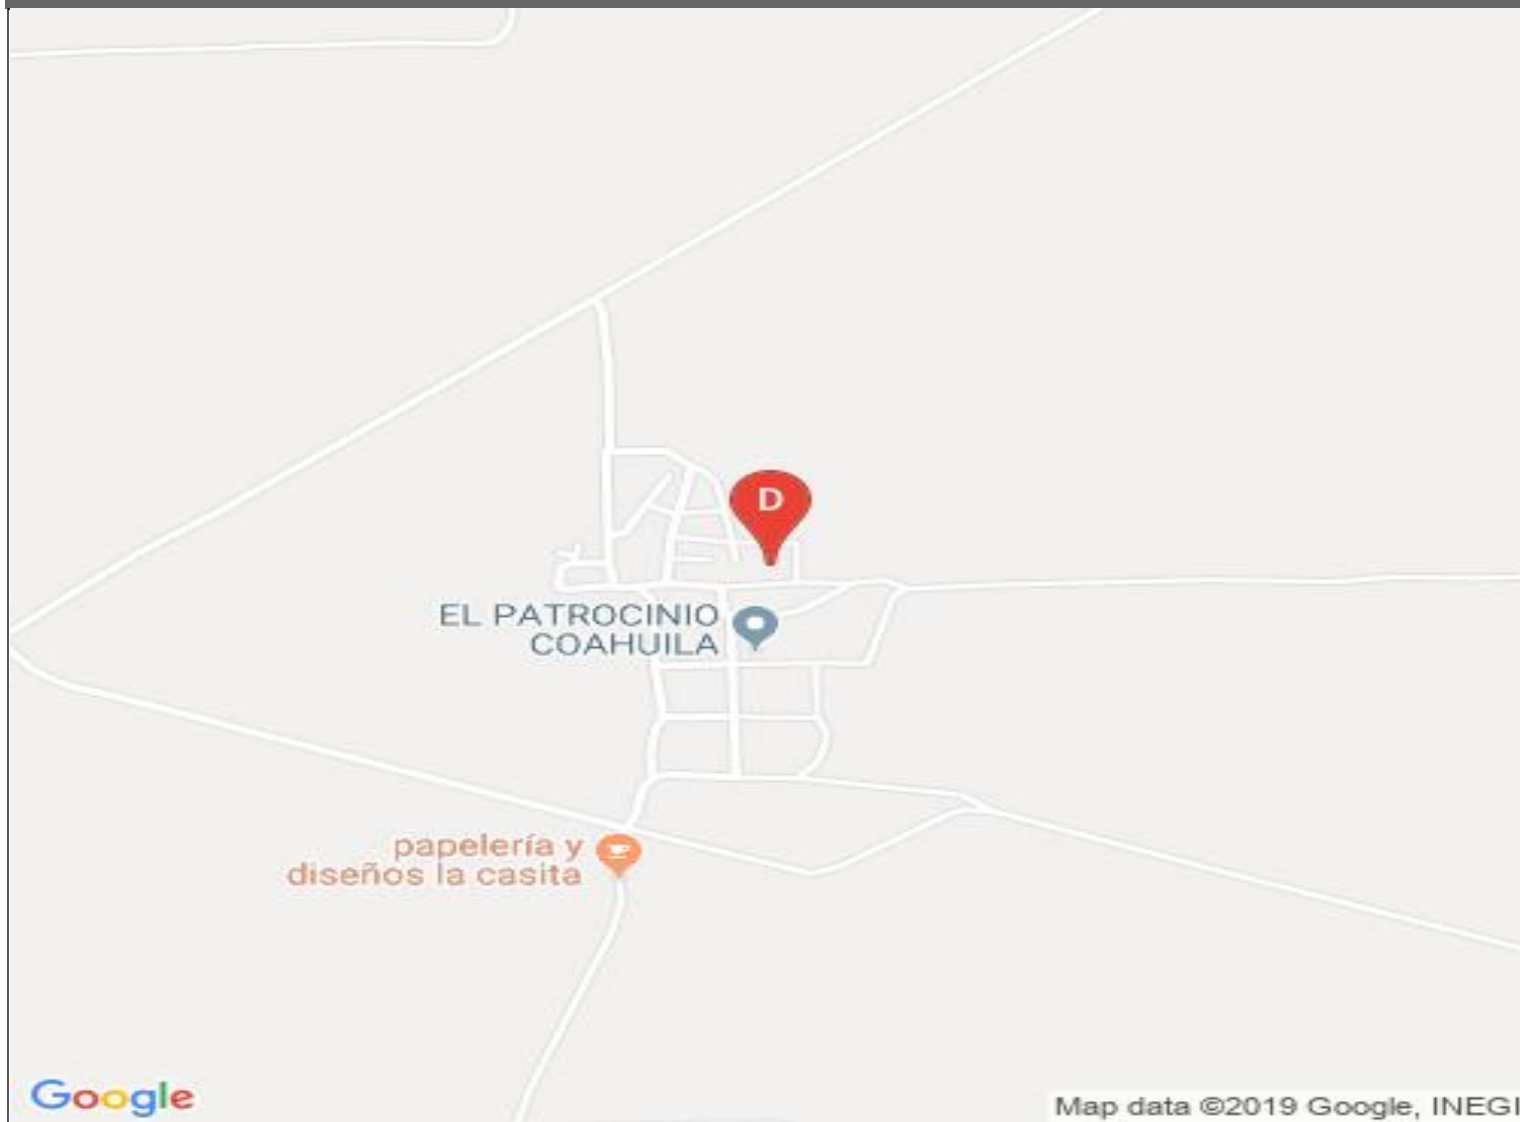 D
EL PATROCINIO
COAHUILA
papelería y
diseños la casita
Google
Map data ©2019 Google, INEGI